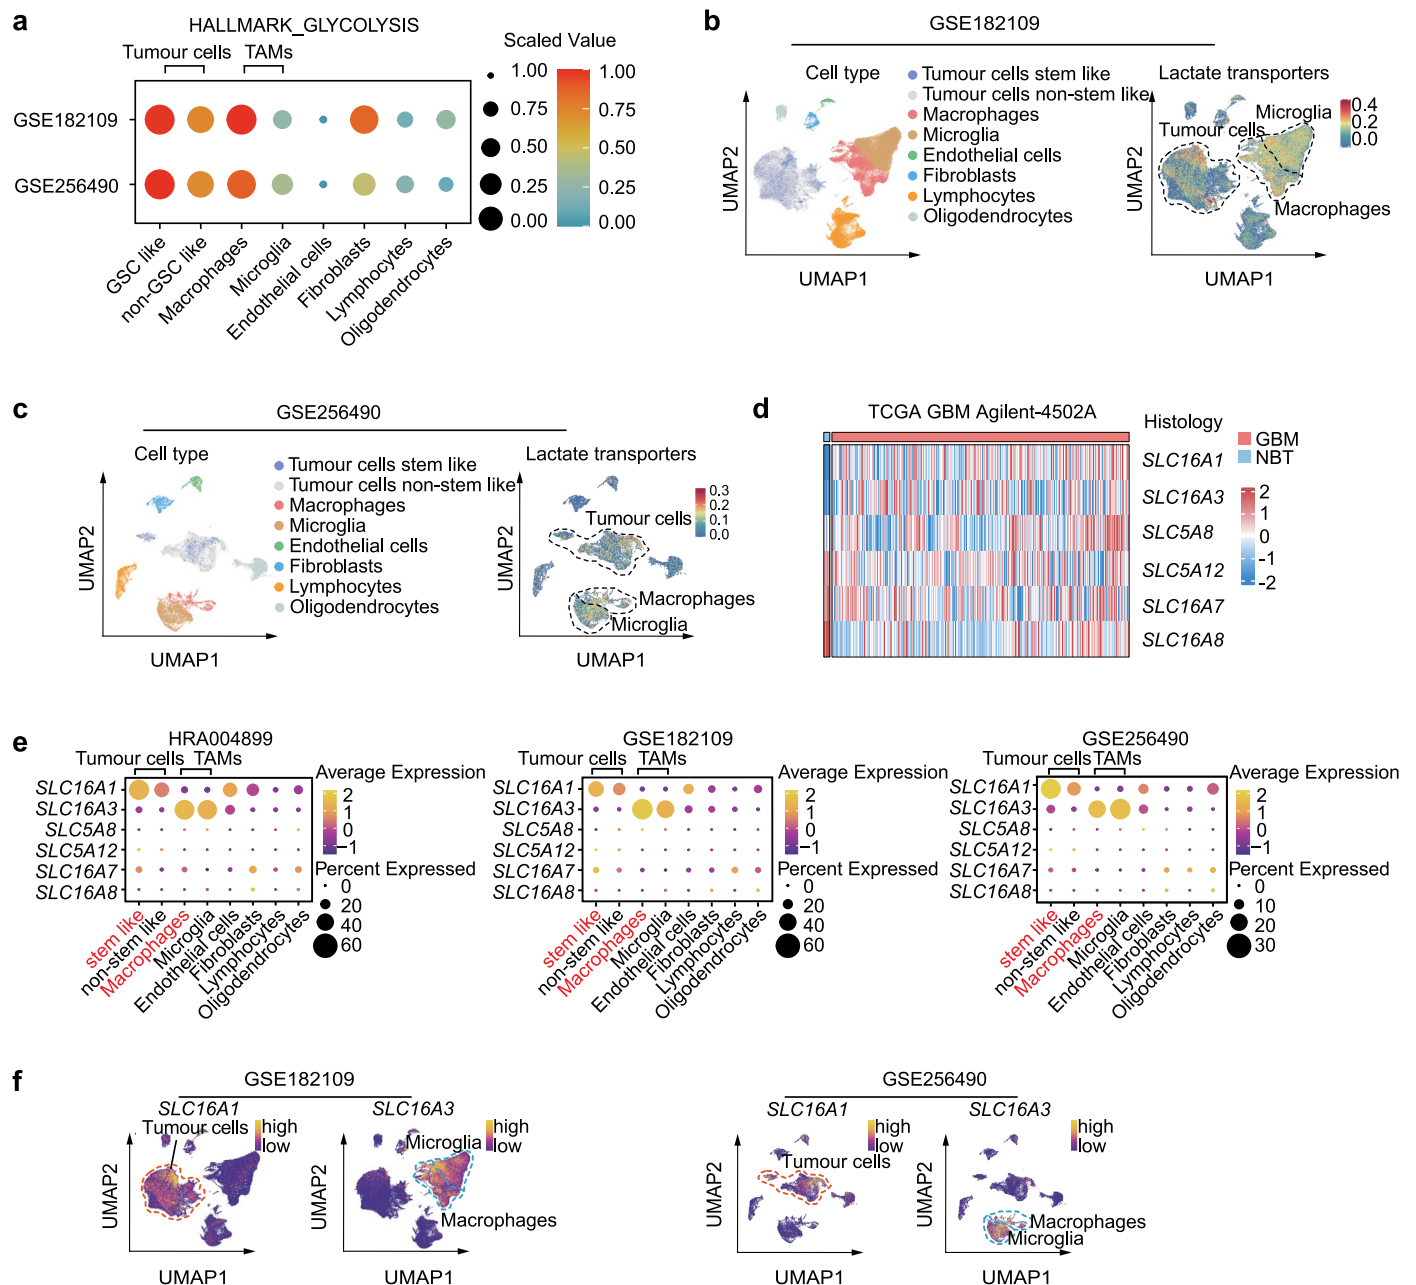 a
HALLMARK_GLYCOLYSIS
Tumour cells TAMs
Scaled Value
1.00 1.00
0.75 0.75
0.50 0.50
0.25 0.25
0.00 0.00
GSE182109
GSE256490
GSC like
non-GSC like
Macrophages
Microglia
Endothelial cells
Fibroblasts
Lymphocytes
Oligodendrocytes
b
GSE182109
Cell type
UMAP2
UMAP1
Tumour cells stem like
Tumour cells non-stem like
Macrophages
Microglia
Endothelial cells
Fibroblasts
Lymphocytes
Oligodendrocytes
Lactate transporters
Microglia
Tumour cells
Macrophages
0.4
0.2
0.0
UMAP2
UMAP1
c
GSE256490
Cell type
UMAP2
UMAP1
Tumour cells stem like
Tumour cells non-stem like
Macrophages
Microglia
Endothelial cells
Fibroblasts
Lymphocytes
Oligodendrocytes
Lactate transporters
Tumour cells
Macrophages
Microglia
0.3
0.2
0.1
0.0
UMAP2
UMAP1
d
TCGA GBM Agilent-4502A
Histology
GBM
NBT
SLC16A1
SLC16A3
SLC5A8
SLC5A12
SLC16A7
SLC16A8
2
1
0
-1
-2
e
HRA004899
Tumour cells TAMs
SLC16A1
SLC16A3
SLC5A8
SLC5A12
SLC16A7
SLC16A8
Average Expression
2
1
0
-1
Percent Expressed
0
20
40
60
stem like
non-stem like
Macrophages
Microglia
Endothelial cells
Fibroblasts
Lymphocytes
Oligodendrocytes
GSE182109
Tumour cells TAMs
SLC16A1
SLC16A3
SLC5A8
SLC5A12
SLC16A7
SLC16A8
Average Expression
2
1
0
-1
Percent Expressed
0
20
40
60
stem like
non-stem like
Macrophages
Microglia
Endothelial cells
Fibroblasts
Lymphocytes
Oligodendrocytes
GSE256490
Tumour cells TAMs
SLC16A1
SLC16A3
SLC5A8
SLC5A12
SLC16A7
SLC16A8
Average Expression
2
1
0
-1
Percent Expressed
0
10
20
30
stem like
non-stem like
Macrophages
Microglia
Endothelial cells
Fibroblasts
Lymphocytes
Oligodendrocytes
f
GSE182109
SLC16A1
Tumour cells
high
low
UMAP2
UMAP1
SLC16A3
high
low
Microglia
Macrophages
UMAP2
UMAP1
GSE256490
SLC16A1
high
low
Tumour cells
UMAP2
UMAP1
SLC16A3
high
low
Macrophages
Microglia
UMAP2
UMAP1